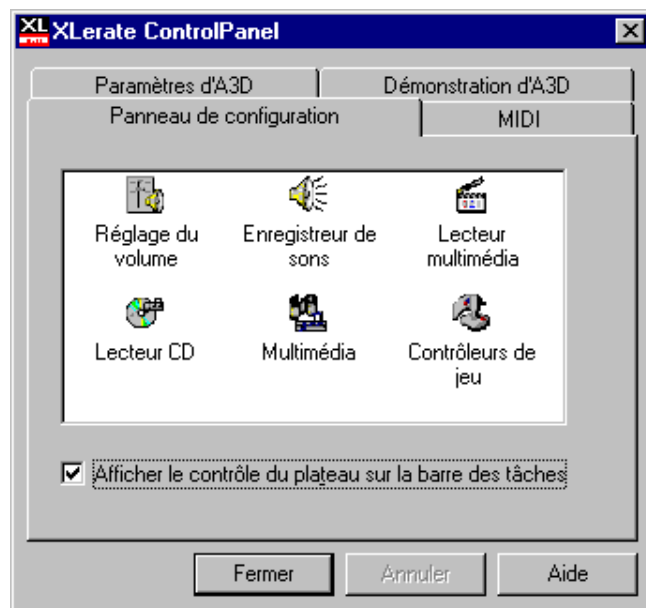 XL XLerate ControlPanel
Paramètres d'A3D Démonstration d'A3D
Panneau de configuration MIDI
Réglage du Enregistreur de Lecteur
volume sons multimédia
Lecteur CD Multimédia Contrôleurs de
jeu
Afficher le contrôle du plateau sur la barre des tâches
Fermer Annuler Aide